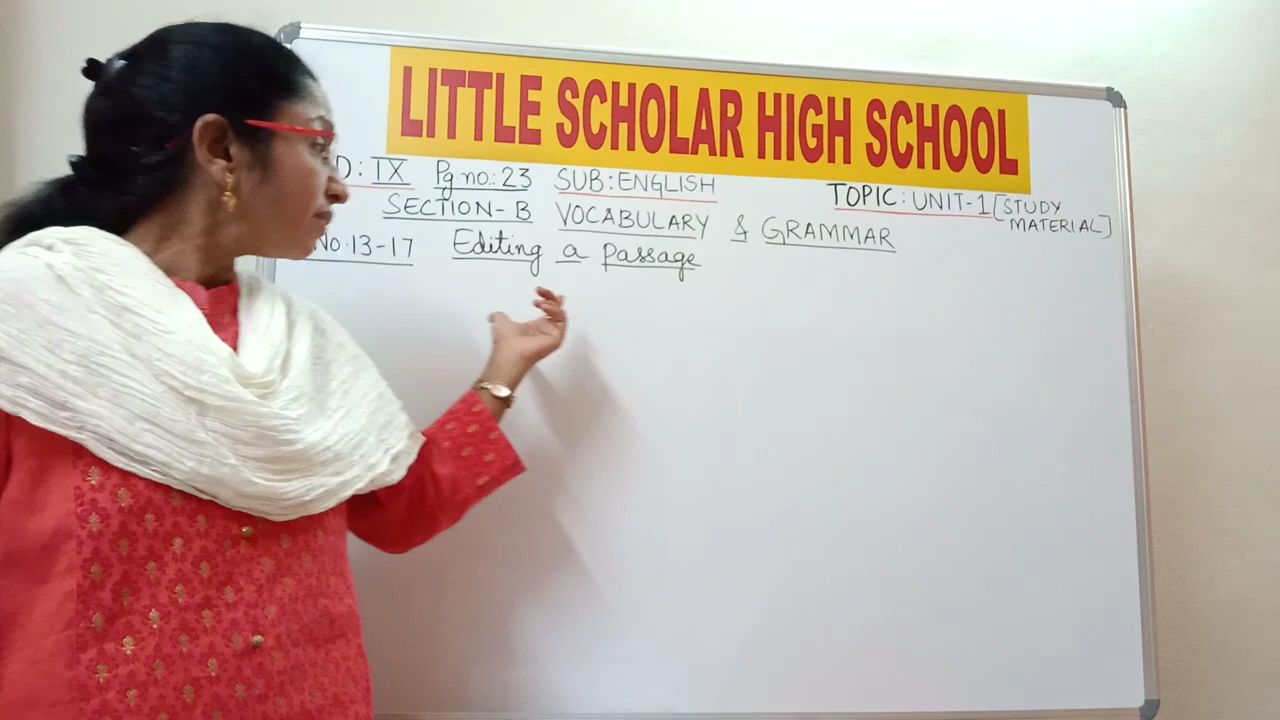 LITTLE SCHOLAR HIGH SCHOOL
D: IX Pg.no.: 23 SUB: ENGLISH TOPIC: UNIT-1 [STUDY MATERIAL]
SECTION-B VOCABULARY & GRAMMAR
No. 13-17 Editing a passage